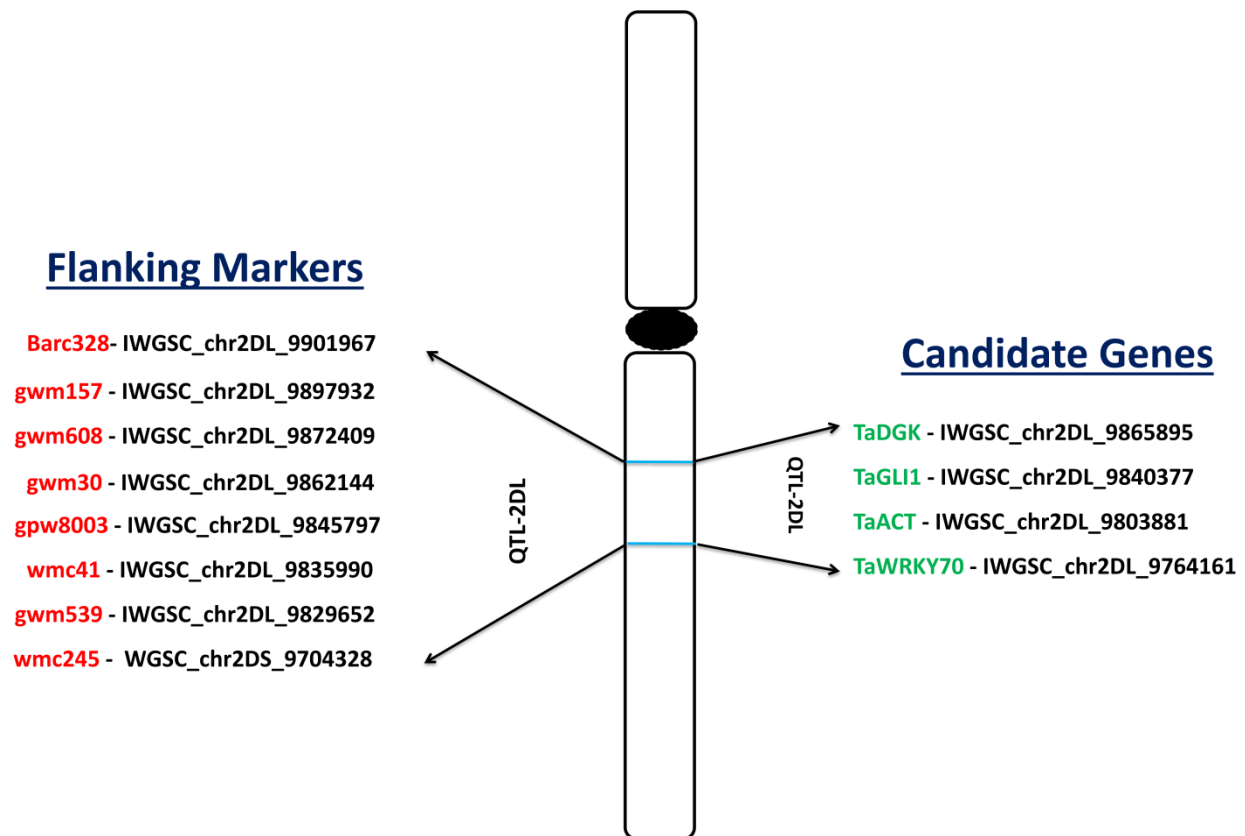 Flanking Markers
Barc328- IWGSC_chr2DL_9901967
gwm157 - IWGSC_chr2DL_9897932
gwm608 - IWGSC_chr2DL_9872409
gwm30 - IWGSC_chr2DL_9862144
gpw8003 - IWGSC_chr2DL_9845797
wmc41 - IWGSC_chr2DL_9835990
gwm539 - IWGSC_chr2DL_9829652
wmc245 - WGSC_chr2DS_9704328
QTL-2DL
QTL-2DL
Candidate Genes
TaDGK - IWGSC_chr2DL_9865895
TaGLI1 - IWGSC_chr2DL_9840377
TaACT - IWGSC_chr2DL_9803881
TaWRKY70 - IWGSC_chr2DL_9764161